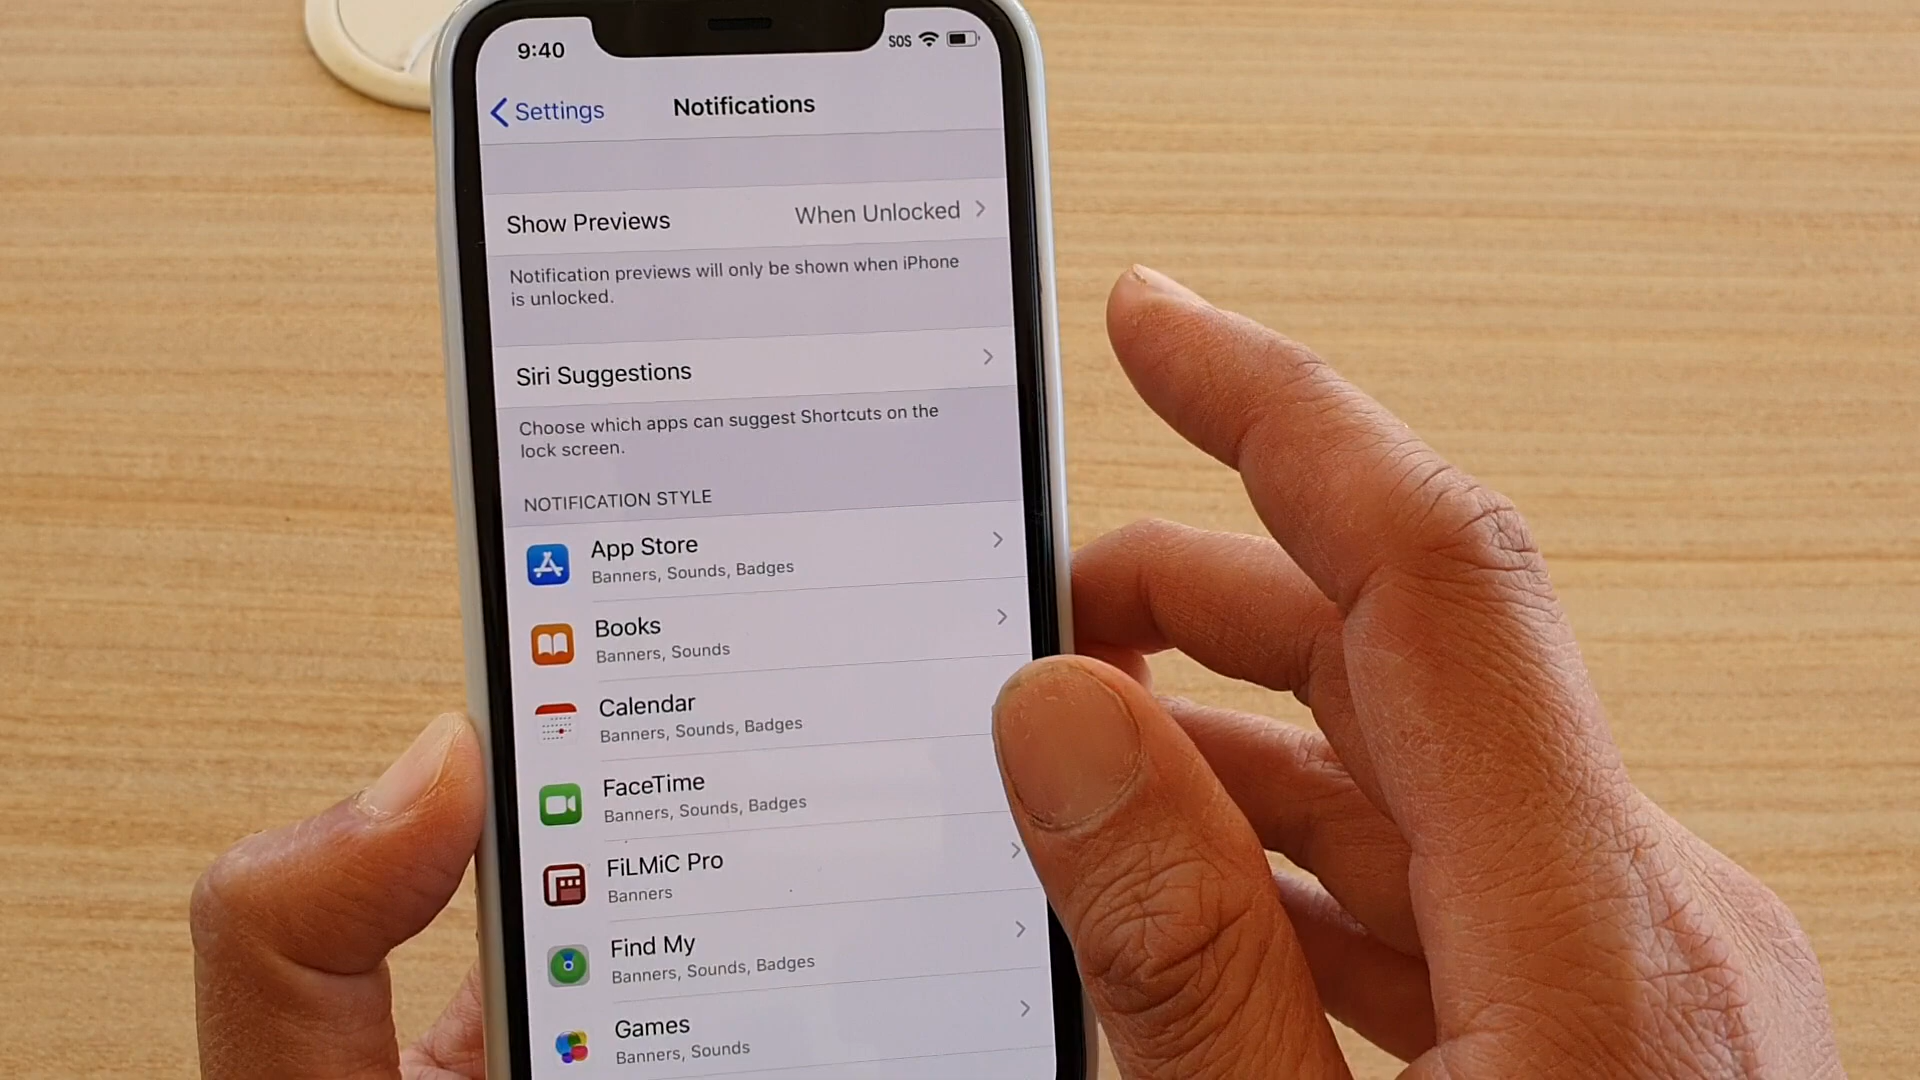 9:40
SOS
Settings
Notifications
Show Previews
When Unlocked
Notification previews will only be shown when iPhone
is unlocked.
Siri Suggestions
Choose which apps can suggest Shortcuts on the
lock screen.
NOTIFICATION STYLE
App Store
Banners, Sounds, Badges
Books
Banners, Sounds
Calendar
Banners, Sounds, Badges
FaceTime
Banners, Sounds, Badges
FiLMiC Pro
Banners
Find My
Banners, Sounds, Badges
Games
Banners, Sounds